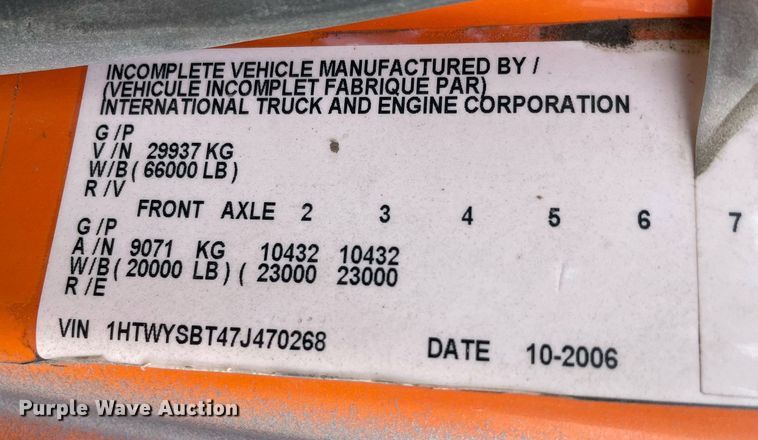 INCOMPLETE VEHICLE MANUFACTURED BY /
(VEHICULE INCOMPLET FABRIQUE PAR)
INTERNATIONAL TRUCK AND ENGINE CORPORATION
G /P
V /N 29937 KG
W/B ( 66000 LB )
R /V
FRONT AXLE 2 3 4 5 6 7
G /P
A /N 9071 KG 10432 10432
W/B ( 20000 LB ) ( 23000 23000
R /E
VIN 1HTWYSBT47J470268 DATE 10-2006
Purple Wave Auction